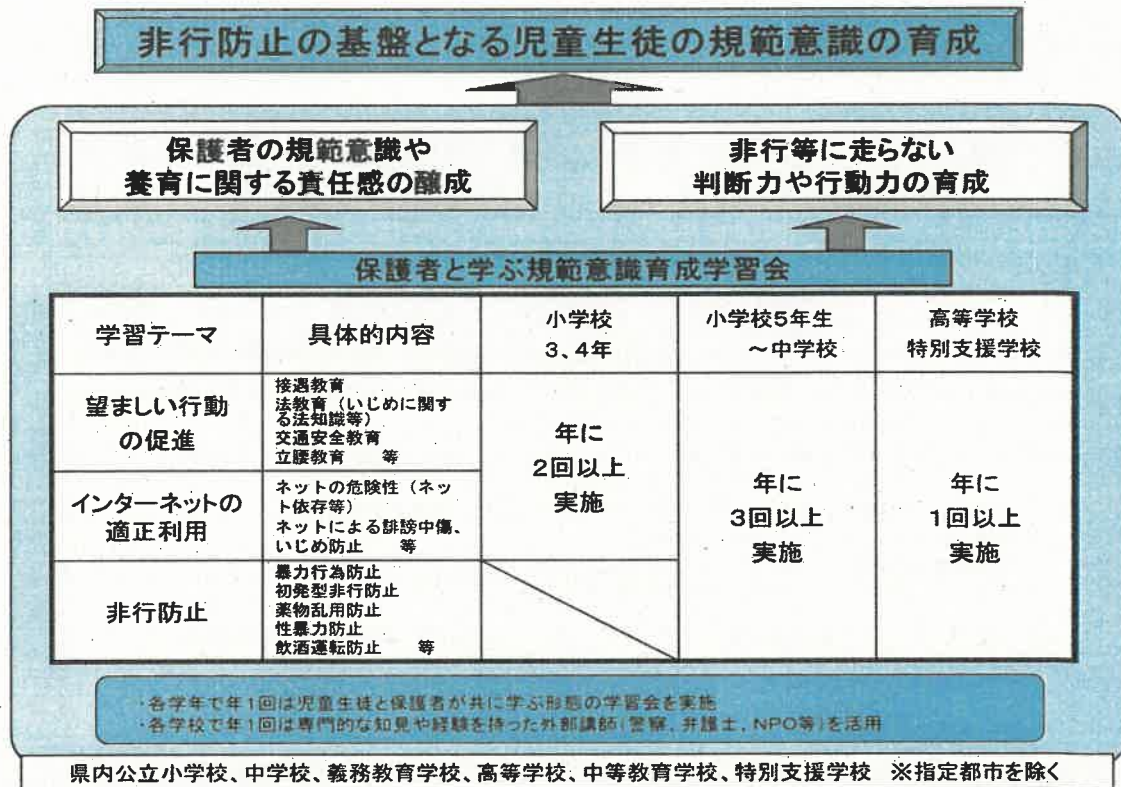 非行防止の基盤となる児童生徒の規範意識の育成
保護者の規範意識や
養育に関する責任感の醸成
非行等に走らない
判断力や行動力の育成
保護者と学ぶ規範意識育成学習会
学習テーマ
具体的内容
小学校
3、4年
小学校5年生
～中学校
高等学校
特別支援学校
望ましい行動
の促進
接遇教育
法教育（いじめに関す
る法知識等）
交通安全教育
立腰教育　等
年に
2回以上
実施
年に
3回以上
実施
年に
1回以上
実施
インターネットの
適正利用
ネットの危険性（ネッ
ト依存等）
ネットによる誹謗中傷、
いじめ防止　等
非行防止
暴力行為防止
初発型非行防止
薬物乱用防止
性暴力防止
飲酒運転防止　等
・各学年で年1回は児童生徒と保護者が共に学ぶ形態の学習会を実施
・各学校で年1回は専門的な知見や経験を持った外部講師（警察、弁護士、NPO等）を活用
県内公立小学校、中学校、義務教育学校、高等学校、中等教育学校、特別支援学校　※指定都市を除く